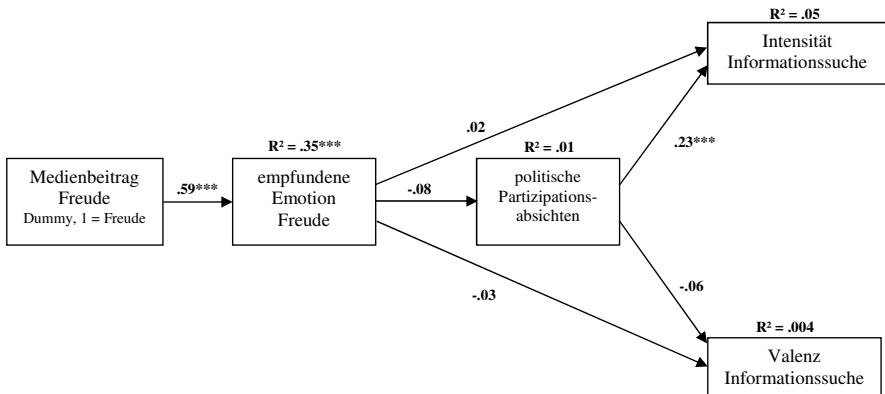 R² = .05
Intensität
Informationssuche
.02
.23***
R² = .35***
R² = .01
Medienbeitrag
Freude
Dummy, 1 = Freude
.59***
empfundene
Emotion
Freude
-.08
politische
Partizipations-
absichten
-.03
-.06
R² = .004
Valenz
Informationssuche